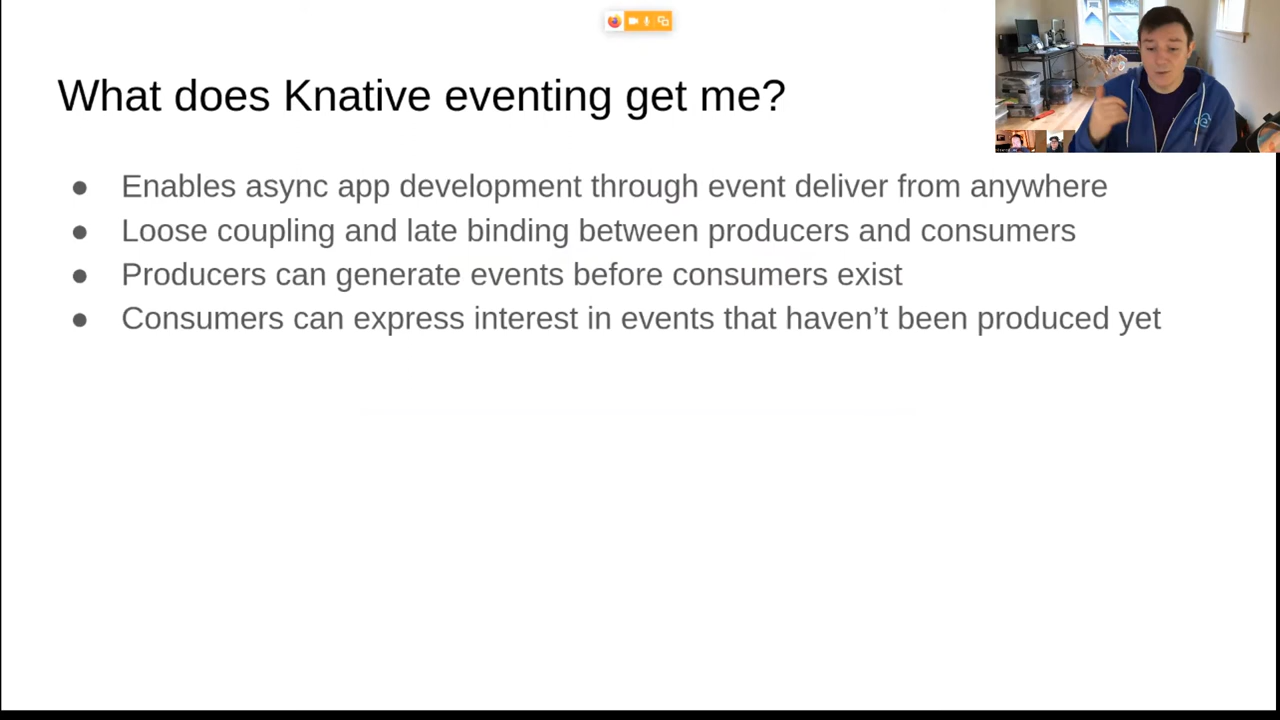 What does Knative eventing get me?
● Enables async app development through event deliver from anywhere
● Loose coupling and late binding between producers and consumers
● Producers can generate events before consumers exist
● Consumers can express interest in events that haven’t been produced yet